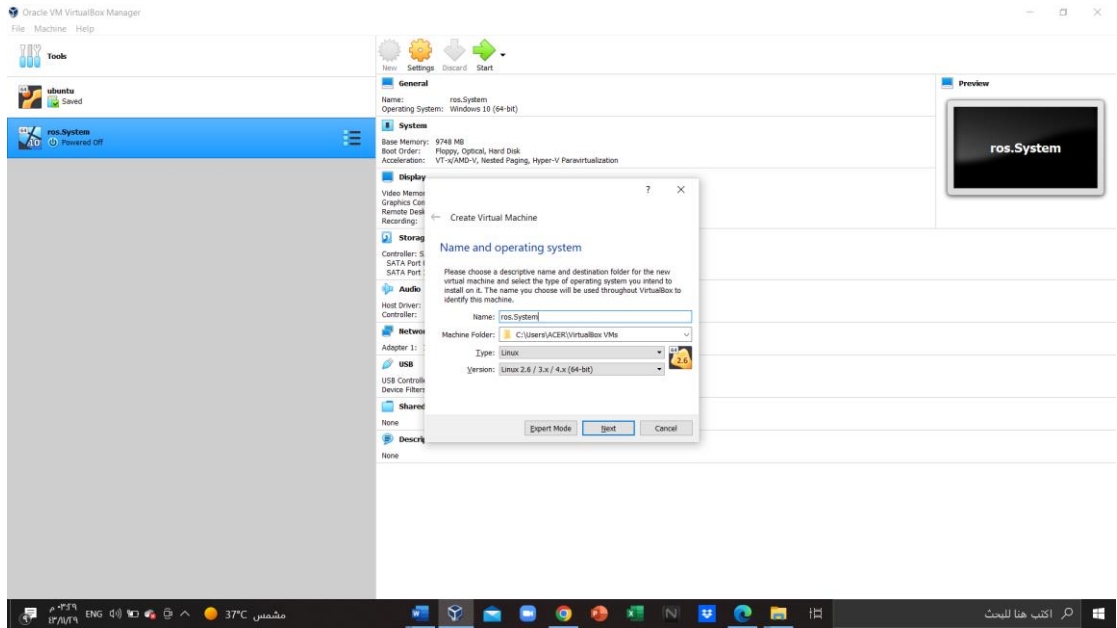 Oracle VM VirtualBox Manager
File Machine Help
Tools
ubuntu
Saved
ros.System
Powered Off
New Settings Discard Start
General
Name: ros.System
Operating System: Windows 10 (64-bit)
System
Base Memory: 9748 MB
Boot Order: Floppy, Optical, Hard Disk
Acceleration: VT-x/AMD-V, Nested Paging, Hyper-V Paravirtualization
Display
Video Memo
Graphics Con
Remote Desk
Recording:
Storag
Controller: S
SATA Port
SATA Port
Audio
Host Driver:
Controller:
Networ
Adapter 1:
USB
USB Controlle
Device Filters
Shared
None
Descri
None
Preview
ros.System
Create Virtual Machine
Name and operating system
Please choose a descriptive name and destination folder for the new
virtual machine and select the type of operating system you intend to
install on it. The name you choose will be used throughout VirtualBox to
identify this machine.
Name: ros.System
Machine Folder: C:\Users\ACER\VirtualBox VMs
Type: Linux
64 2.6
Version: Linux 2.6 / 3.x / 4.x (64-bit)
Expert Mode Next Cancel
٠٣:٥٩ م
ENG
37°C مشمس
اكتب هنا للبحث